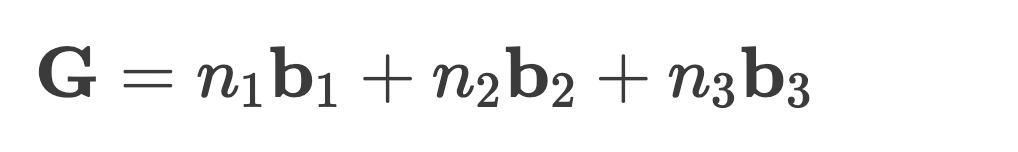 𝐆 = n₁𝐛₁ + n₂𝐛₂ + n₃𝐛₃